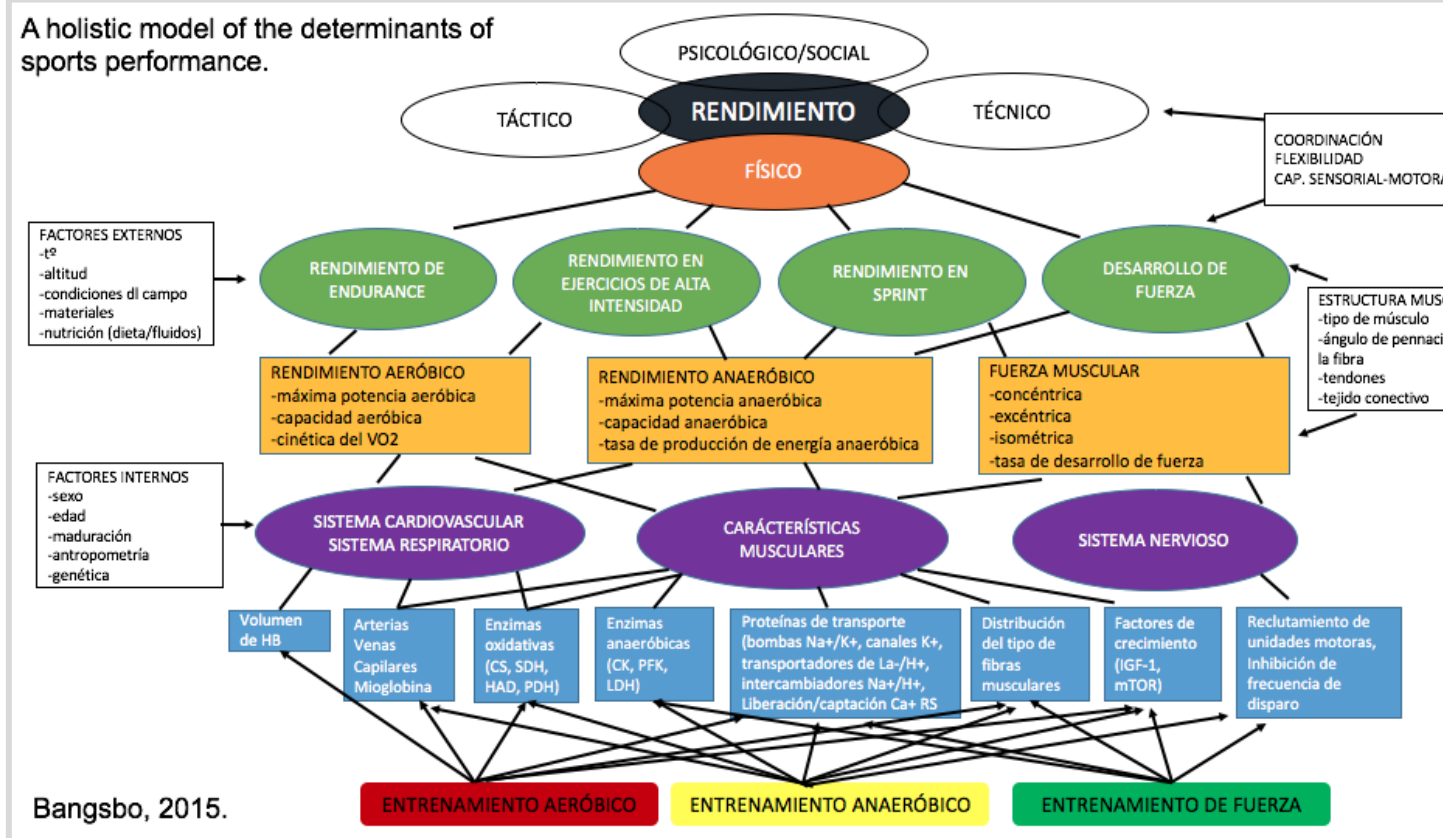 A holistic model of the determinants of
sports performance.
PSICOLÓGICO/SOCIAL
TÁCTICO
RENDIMIENTO
TÉCNICO
FÍSICO
COORDINACIÓN
FLEXIBILIDAD
CAP. SENSORIAL-MOTORA
FACTORES EXTERNOS
-tº
-altitud
-condiciones dl campo
-materiales
-nutrición (dieta/fluidos)
RENDIMIENTO DE
ENDURANCE
RENDIMIENTO EN
EJERCICIOS DE ALTA
INTENSIDAD
RENDIMIENTO EN
SPRINT
DESARROLLO DE
FUERZA
ESTRUCTURA
-tipo de músculo
-ángulo de
la fibra
-tendones
-tejido conectivo
RENDIMIENTO AERÓBICO
-máxima potencia aeróbica
-capacidad aeróbica
-cinética del VO2
RENDIMIENTO ANAERÓBICO
-máxima potencia anaeróbica
-capacidad anaeróbica
-tasa de producción de energía anaeróbica
FUERZA MUSCULAR
-concéntrica
-excéntrica
-isométrica
-tasa de desarrollo de fuerza
FACTORES INTERNOS
-sexo
-edad
-maduración
-antropometría
-genética
SISTEMA CARDIOVASCULAR
SISTEMA RESPIRATORIO
CARÁCTERÍSTICAS
MUSCULARES
SISTEMA NERVIOSO
Volumen
de HB
Arterias
Venas
Capilares
Mioglobina
Enzimas
oxidativas
(CS, SDH,
HAD, PDH)
Enzimas
anaeróbicas
(CK, PFK,
LDH)
Proteínas de transporte
(bombas Na+/K+, canales K+,
transportadores de La-/H+,
intercambiadores Na+/H+,
Liberación/captación Ca+ RS
Distribución
del tipo de
fibras
musculares
Factores de
crecimiento
(IGF-1,
mTOR)
Reclutamiento de
unidades motoras,
Inhibición de
frecuencia de
disparo
ENTRENAMIENTO AERÓBICO
ENTRENAMIENTO ANAERÓBICO
ENTRENAMIENTO DE FUERZA
Bangsbo, 2015.